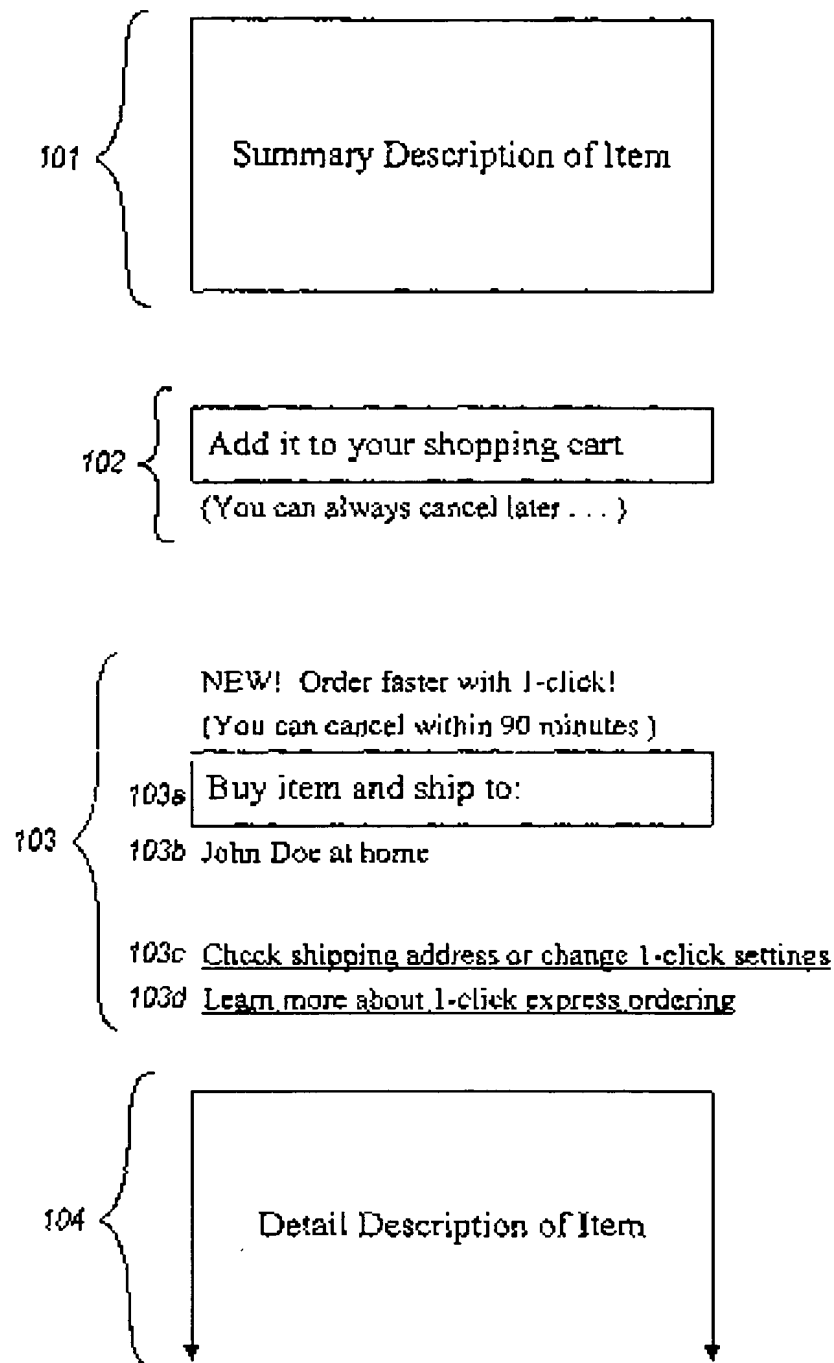 101 Summary Description of Item
102 Add it to your shopping cart
(You can always cancel later . . . )
NEW! Order faster with 1-click!
(You can cancel within 90 minutes )
103a Buy item and ship to:
103
103b John Doe at home
103c Check shipping address or change 1-click settings
103d Learn more about 1-click express ordering
104 Detail Description of Item